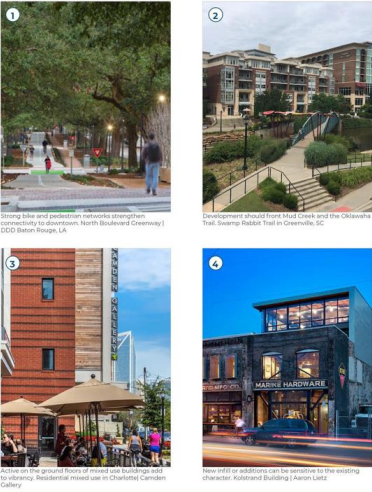 1
Strong bike and pedestrian networks strengthen
connectivity to downtown. North Boulevard Greenway |
DDD Baton Rouge, LA
2
Development should front Mud Creek and the Oklawaha
Trail. Swamp Rabbit Trail in Greenville, SC
3
CAMDEN GALLERY
Active on the ground floors of mixed use buildings add
to vibrancy. Residential mixed use in Charlotte| Camden
Gallery
4
MARINE HARDWARE
New infill or additions can be sensitive to the existing
character. Kolstrand Building | Aaron Lietz